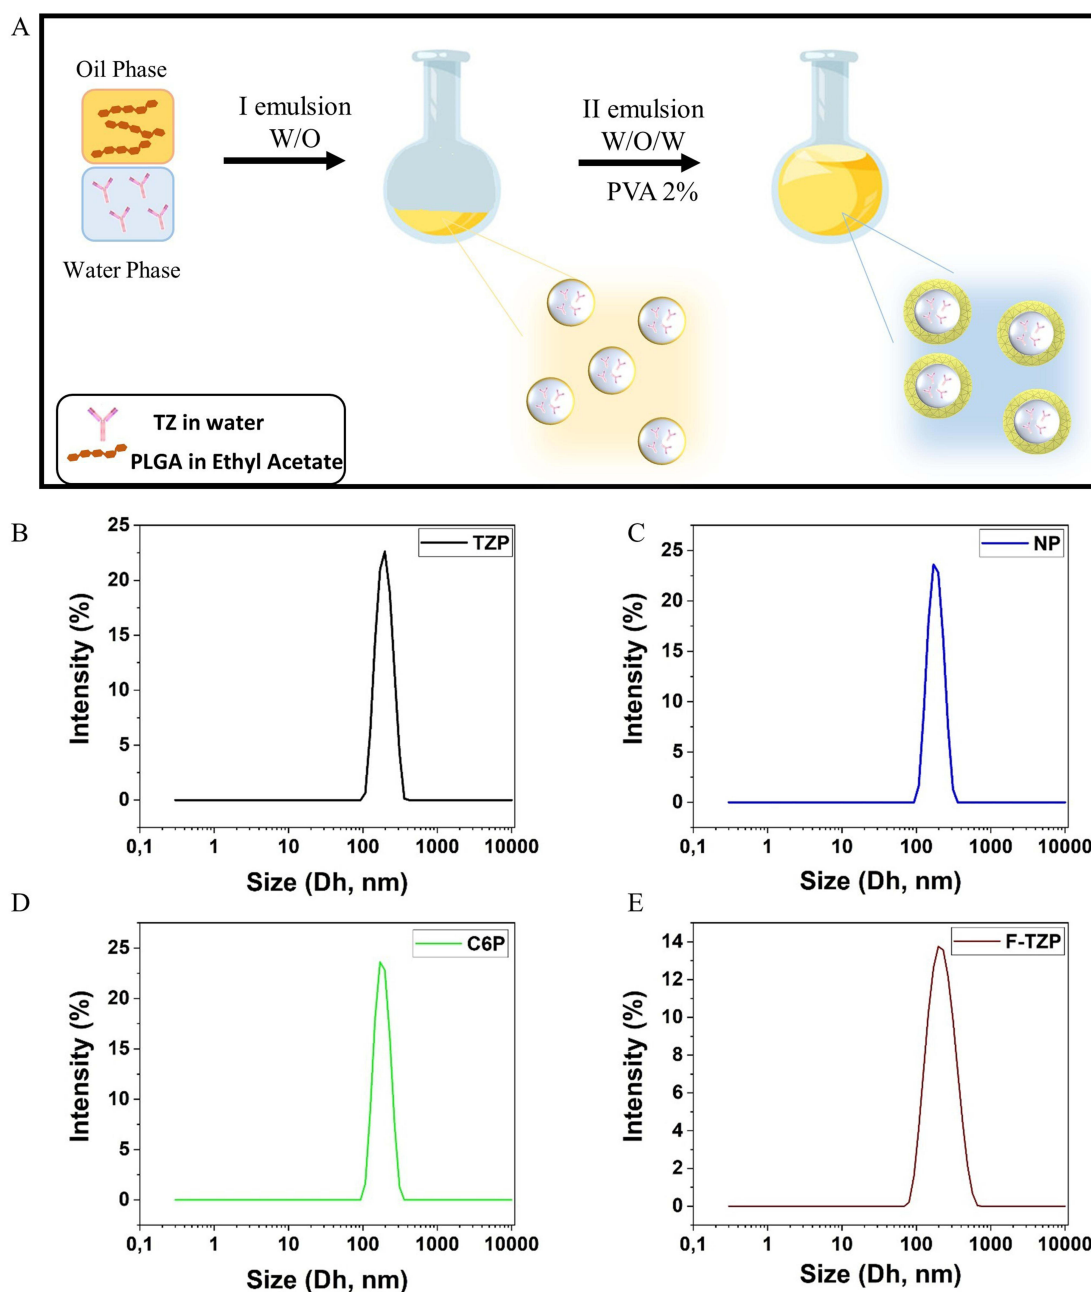 A
Oil Phase
Water Phase
I emulsion
W/O
II emulsion
W/O/W
PVA 2%
TZ in water
PLGA in Ethyl Acetate
B
TZP
Intensity (%)
25
20
15
10
5
0
0,1 1 10 100 1000 10000
Size (Dh, nm)
C
NP
Intensity (%)
25
20
15
10
5
0
0,1 1 10 100 1000 10000
Size (Dh, nm)
D
C6P
Intensity (%)
25
20
15
10
5
0
0,1 1 10 100 1000 10000
Size (Dh, nm)
E
F-TZP
Intensity (%)
14
12
10
8
6
4
2
0
0,1 1 10 100 1000 10000
Size (Dh, nm)